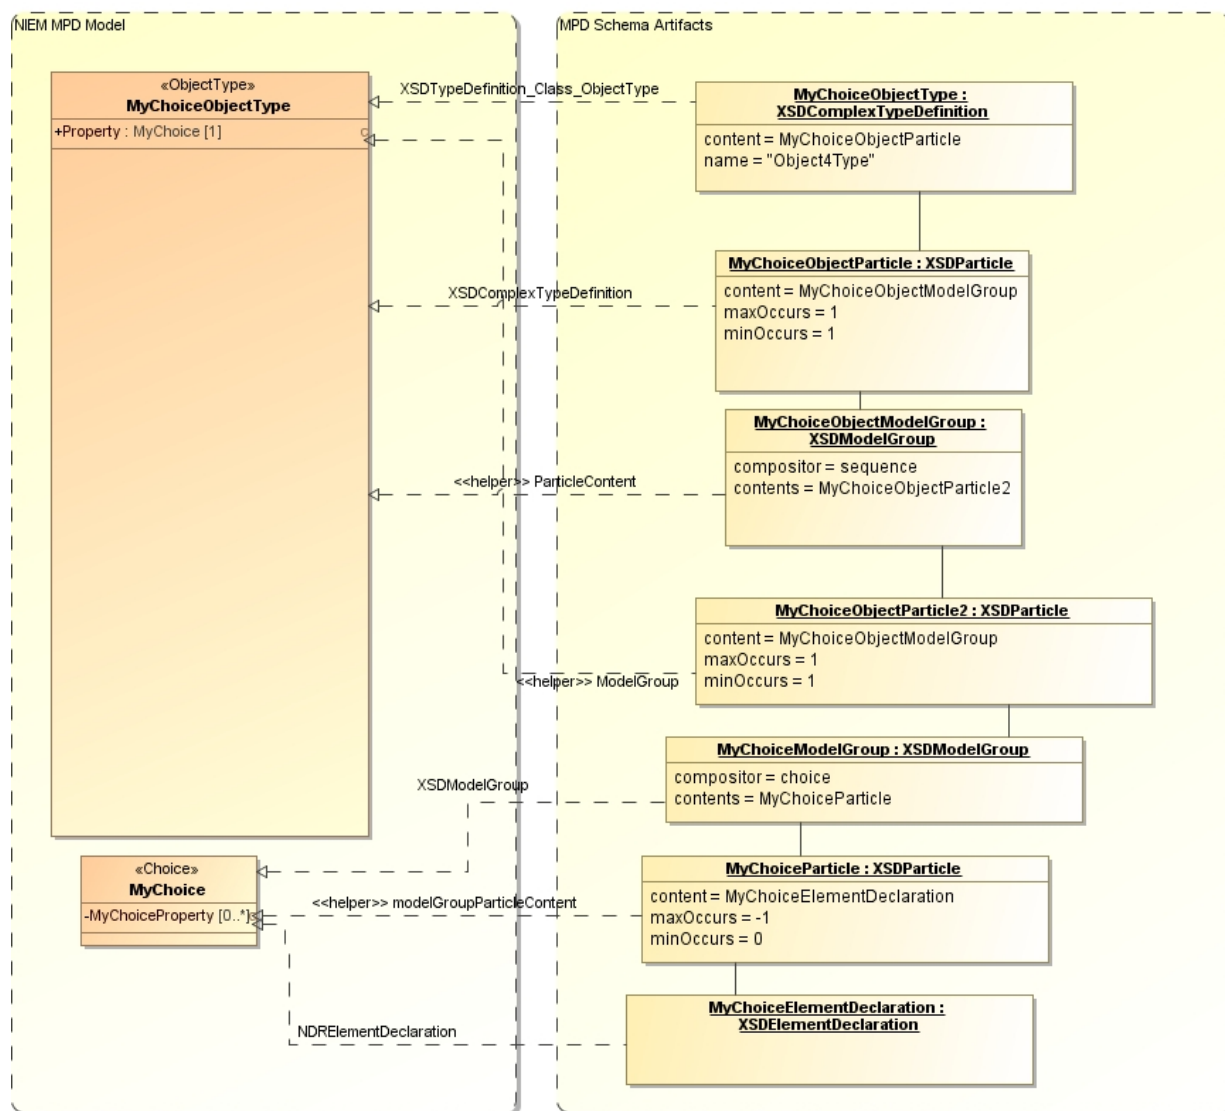 NIEM MPD Model
«ObjectType»
MyChoiceObjectType
+Property : MyChoice [1]
«Choice»
MyChoice
-MyChoiceProperty [0..*]
XSDTypeDefinition_Class_ObjectType
XSDComplexTypeDefinition
<<helper>> ParticleContent
<<helper>> ModelGroup
XSDModelGroup
<<helper>> modelGroupParticleContent
NDRElementDeclaration
MPD Schema Artifacts
MyChoiceObjectType :
XSDComplexTypeDefinition
content = MyChoiceObjectParticle
name = "Object4Type"
MyChoiceObjectParticle : XSDParticle
content = MyChoiceObjectModelGroup
maxOccurs = 1
minOccurs = 1
MyChoiceObjectModelGroup :
XSDModelGroup
compositor = sequence
contents = MyChoiceObjectParticle2
MyChoiceObjectParticle2 : XSDParticle
content = MyChoiceObjectModelGroup
maxOccurs = 1
minOccurs = 1
MyChoiceModelGroup : XSDModelGroup
compositor = choice
contents = MyChoiceParticle
MyChoiceParticle : XSDParticle
content = MyChoiceElementDeclaration
maxOccurs = -1
minOccurs = 0
MyChoiceElementDeclaration :
XSDElementDeclaration